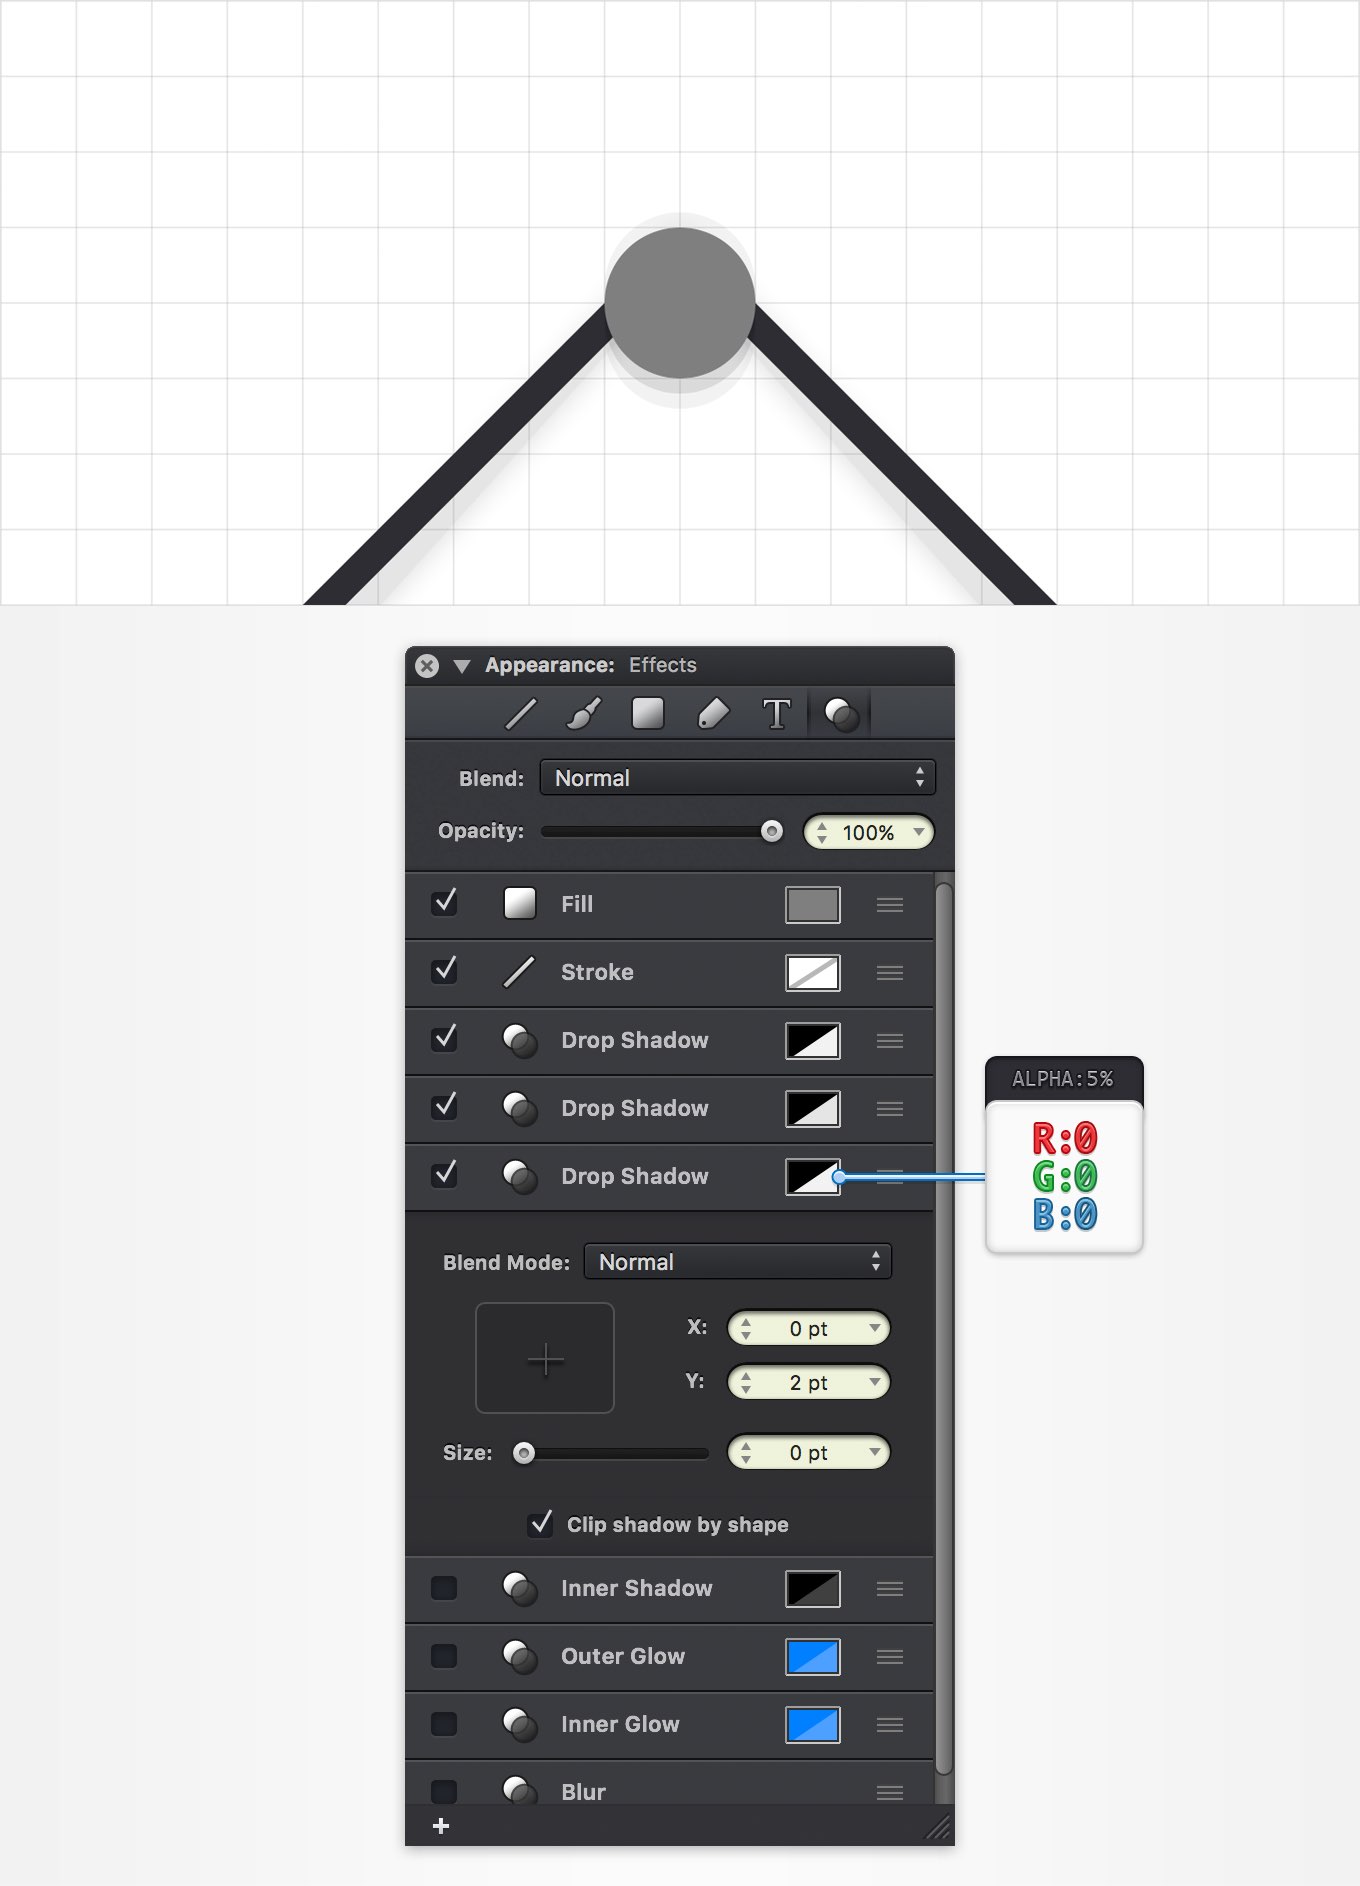 Appearance: Effects
T
Blend: Normal
Opacity: 100%
Fill
Stroke
Drop Shadow
Drop Shadow
Drop Shadow
ALPHA:5%
R:0
G:0
B:0
Blend Mode: Normal
X: 0 pt
Y: 2 pt
Size: 0 pt
Clip shadow by shape
Inner Shadow
Outer Glow
Inner Glow
Blur